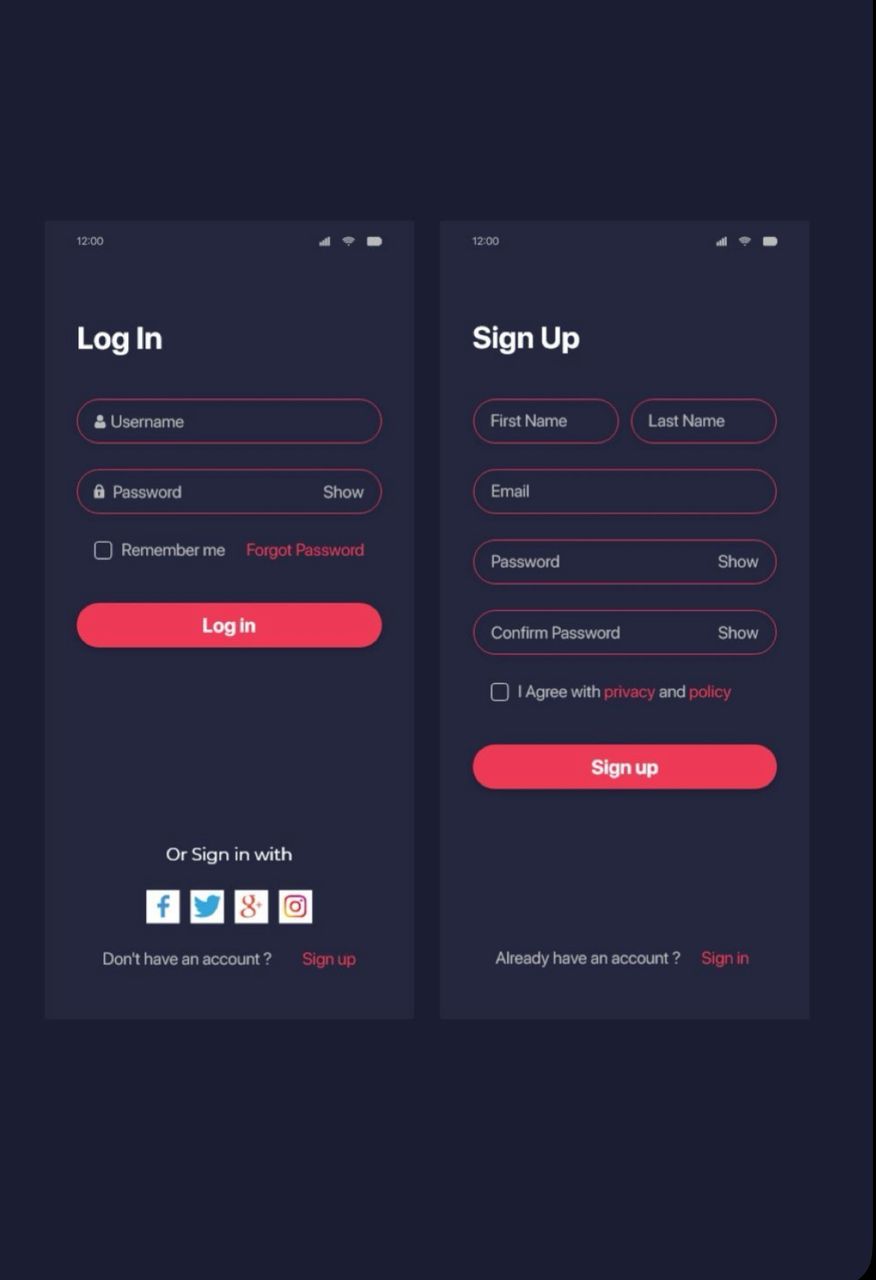 12:00
Log In
Username
Password Show
Remember me Forgot Password
Log in
Or Sign in with
Don't have an account ? Sign up
12:00
Sign Up
First Name Last Name
Email
Password Show
Confirm Password Show
I Agree with privacy and policy
Sign up
Already have an account ? Sign in